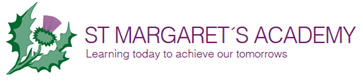 ST MARGARET´S ACADEMY
Learning today to achieve our tomorrows